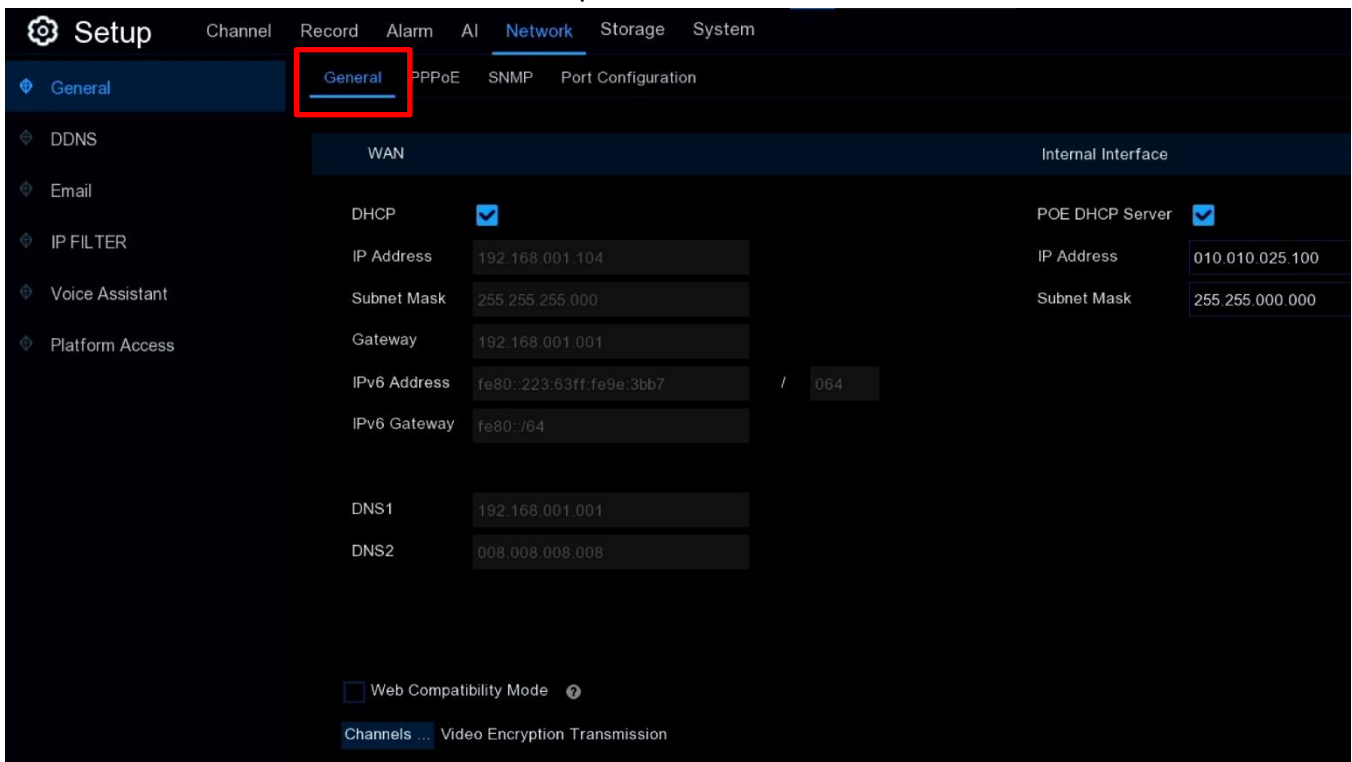 Setup Channel Record Alarm AI Network Storage System
General PPPoE SNMP Port Configuration
General
DDNS
Email
IP FILTER
Voice Assistant
Platform Access
WAN Internal Interface
DHCP POE DHCP Server
IP Address 192.168.001.104 IP Address 010.010.025.100
Subnet Mask 255.255.255.000 Subnet Mask 255.255.000.000
Gateway 192.168.001.001
IPv6 Address fe80::223:63ff:fe9e:3bb7 / 064
IPv6 Gateway fe80::/64
DNS1 192.168.001.001
DNS2 008.008.008.008
Web Compatibility Mode ?
Channels ... Video Encryption Transmission